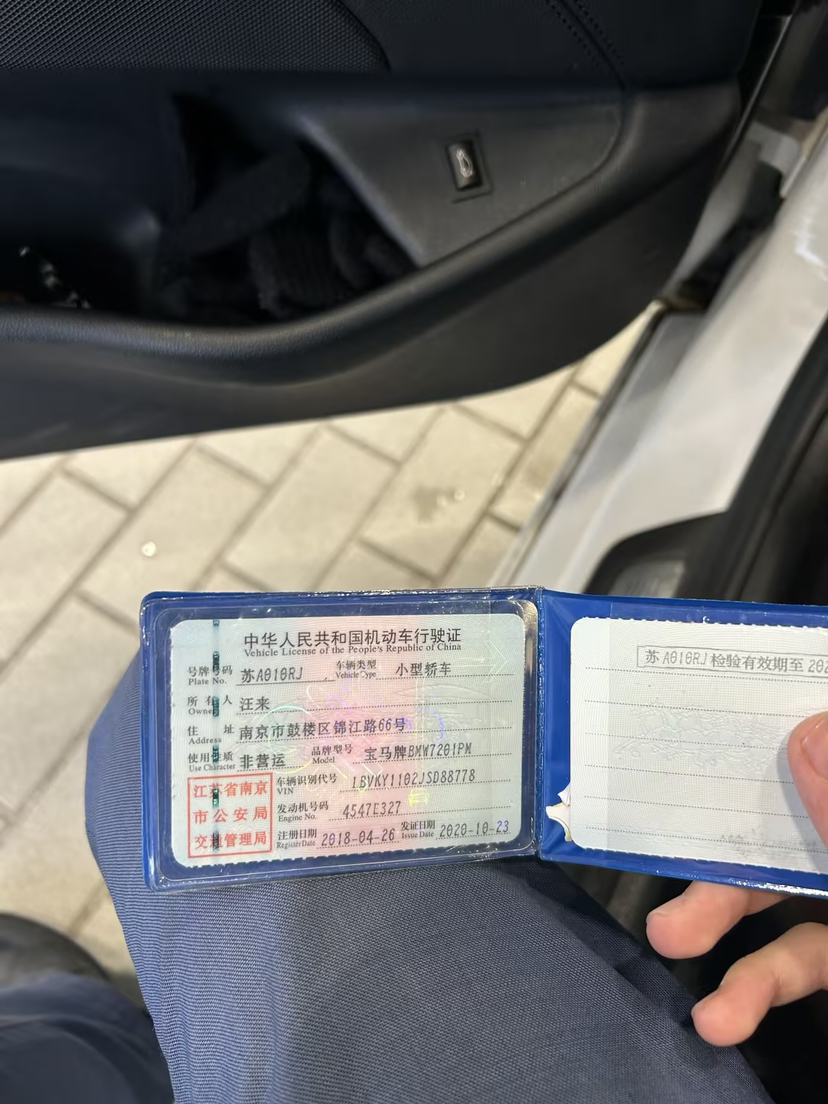 中华人民共和国机动车行驶证
Vehicle License of the People's Republic of China
号牌号码 苏A010RJ 车辆类型 小型轿车
Plate No. Vehicle Type
所有人 汪来
Owner
住址 南京市鼓楼区锦江路66号
Address
使用性质 非营运 品牌型号 宝马牌BMW7201PM
Use Character Model
江苏省南京
市公安局
交通管理局
车辆识别代号 LBVKY1102JSD88778
VIN
发动机号码 4547E327
Engine No.
注册日期 2018-04-26 发证日期 2020-10-23
Register Date Issue Date
苏A010RJ 检验有效期至 202